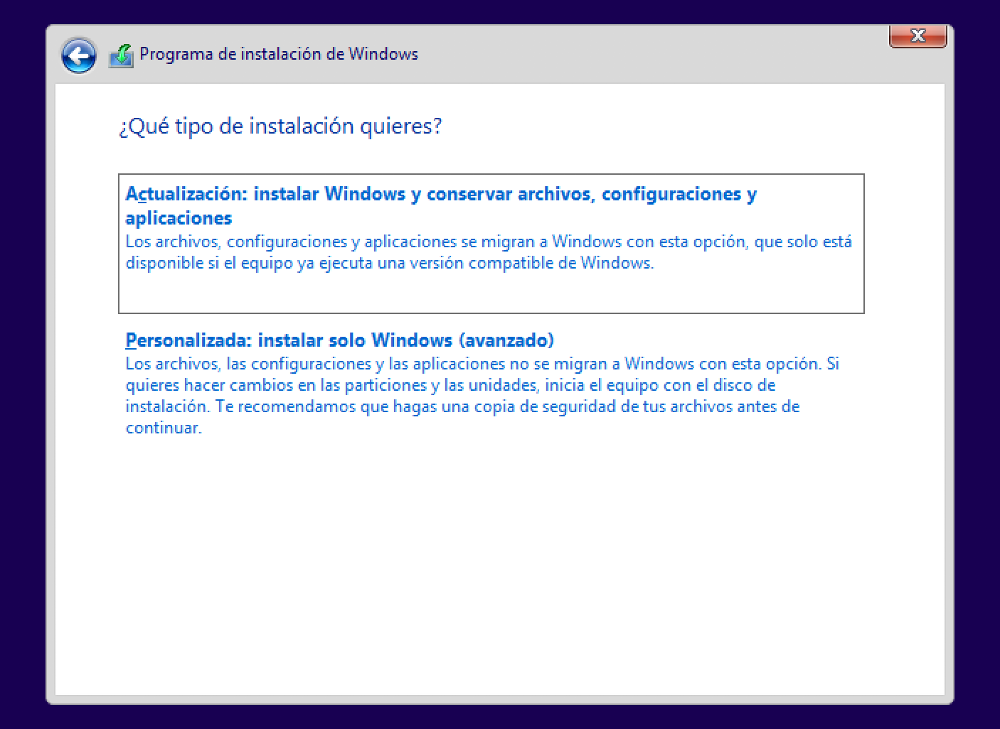 Programa de instalación de Windows
¿Qué tipo de instalación quieres?
Actualización: instalar Windows y conservar archivos, configuraciones y
aplicaciones
Los archivos, configuraciones y aplicaciones se migran a Windows con esta opción, que solo está
disponible si el equipo ya ejecuta una versión compatible de Windows.
Personalizada: instalar solo Windows (avanzado)
Los archivos, las configuraciones y las aplicaciones no se migran a Windows con esta opción. Si
quieres hacer cambios en las particiones y las unidades, inicia el equipo con el disco de
instalación. Te recomendamos que hagas una copia de seguridad de tus archivos antes de
continuar.